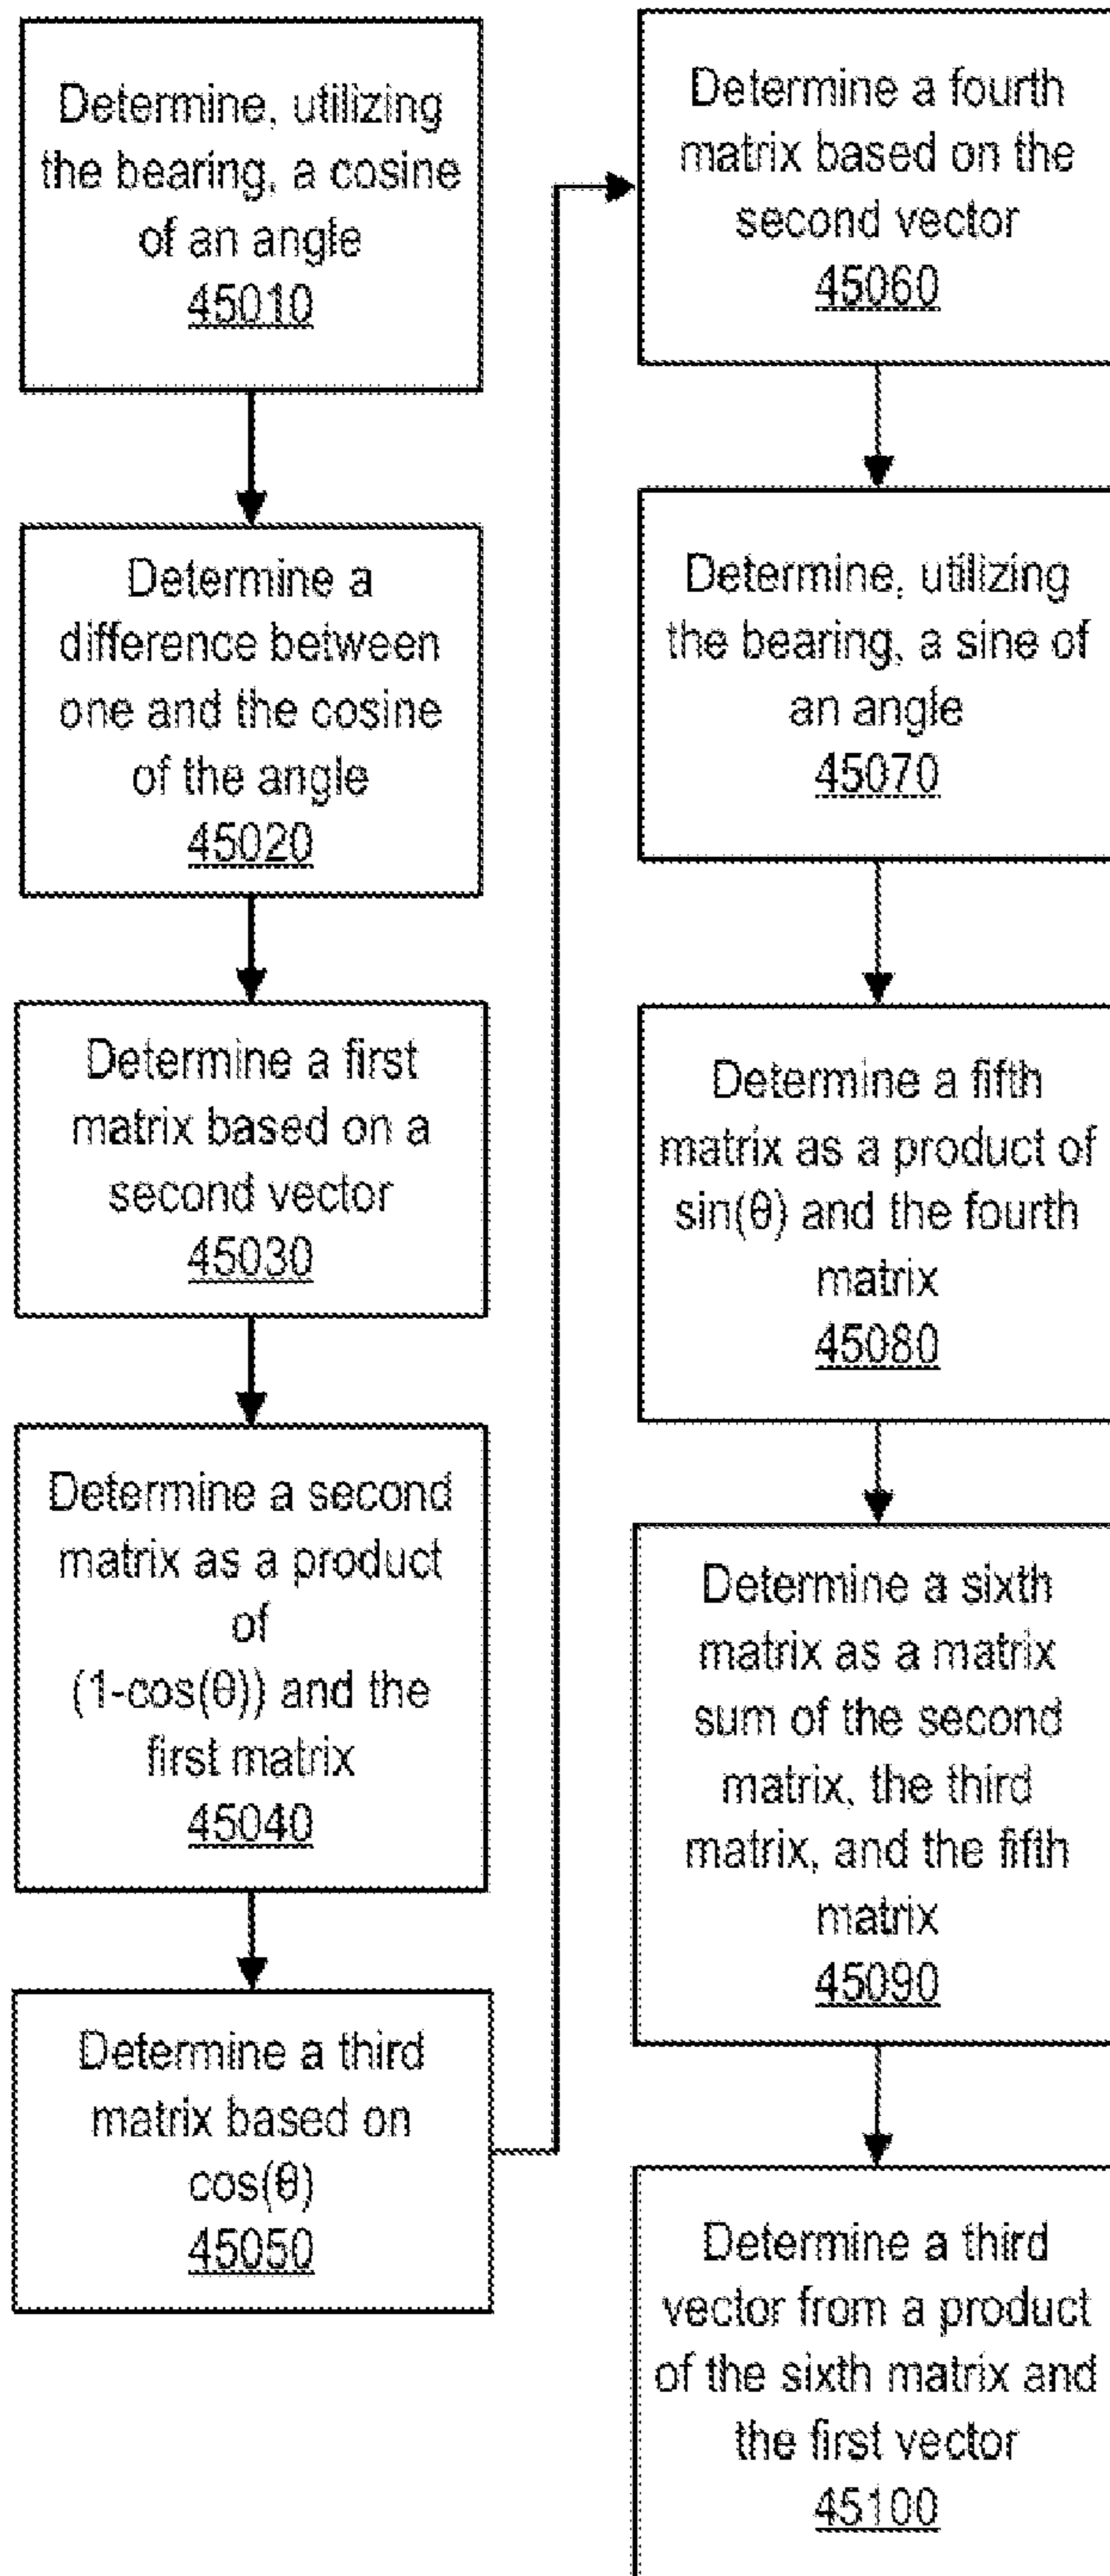 Determine, utilizing
the bearing, a cosine
of an angle
45010
Determine a
difference between
one and the cosine
of the angle
45020
Determine a first
matrix based on a
second vector
45030
Determine a second
matrix as a product
of
(1-cos(θ)) and the
first matrix
45040
Determine a third
matrix based on
cos(θ)
45050
Determine a fourth
matrix based on the
second vector
45060
Determine, utilizing
the bearing, a sine of
an angle
45070
Determine a fifth
matrix as a product of
sin(θ) and the fourth
matrix
45080
Determine a sixth
matrix as a matrix
sum of the second
matrix, the third
matrix, and the fifth
matrix
45090
Determine a third
vector from a product
of the sixth matrix and
the first vector
45100